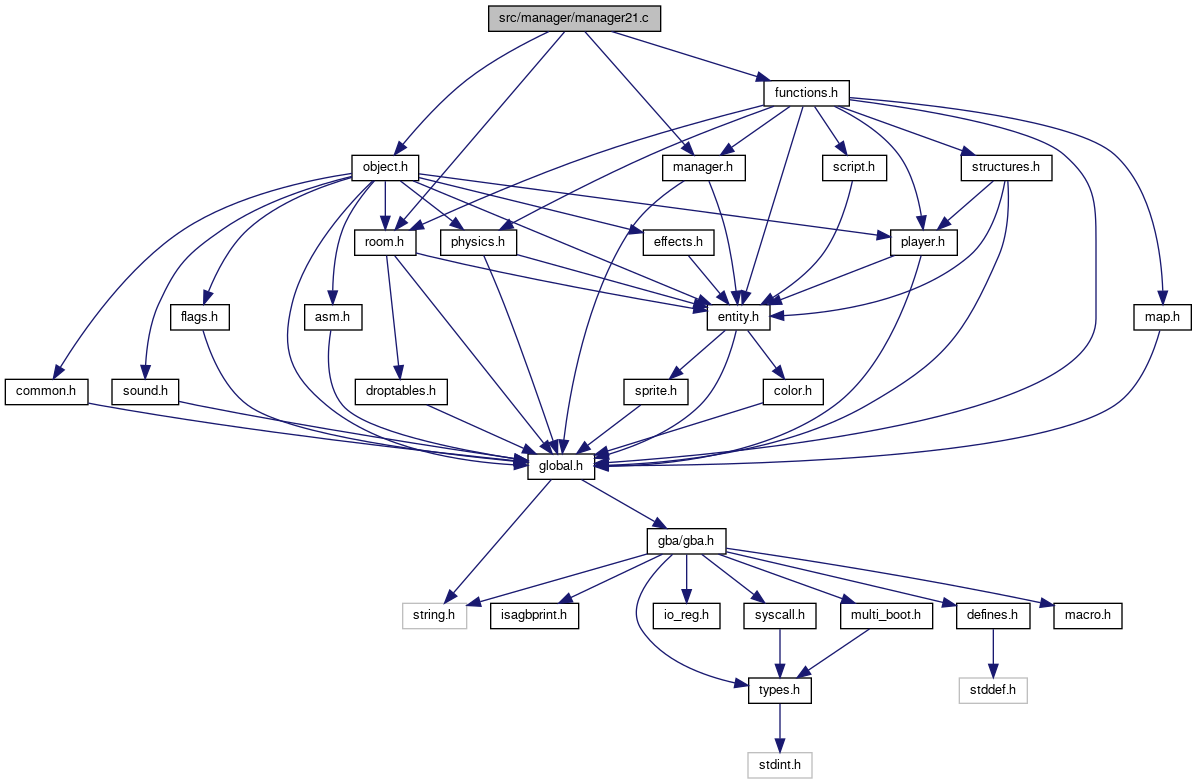 src/manager/manager21.c
functions.h
object.h
manager.h
script.h
structures.h
room.h
physics.h
effects.h
player.h
flags.h
asm.h
entity.h
map.h
common.h
sound.h
droptables.h
sprite.h
color.h
global.h
gba/gba.h
string.h
isagbprint.h
io_reg.h
syscall.h
multi_boot.h
defines.h
macro.h
types.h
stddef.h
stdint.h